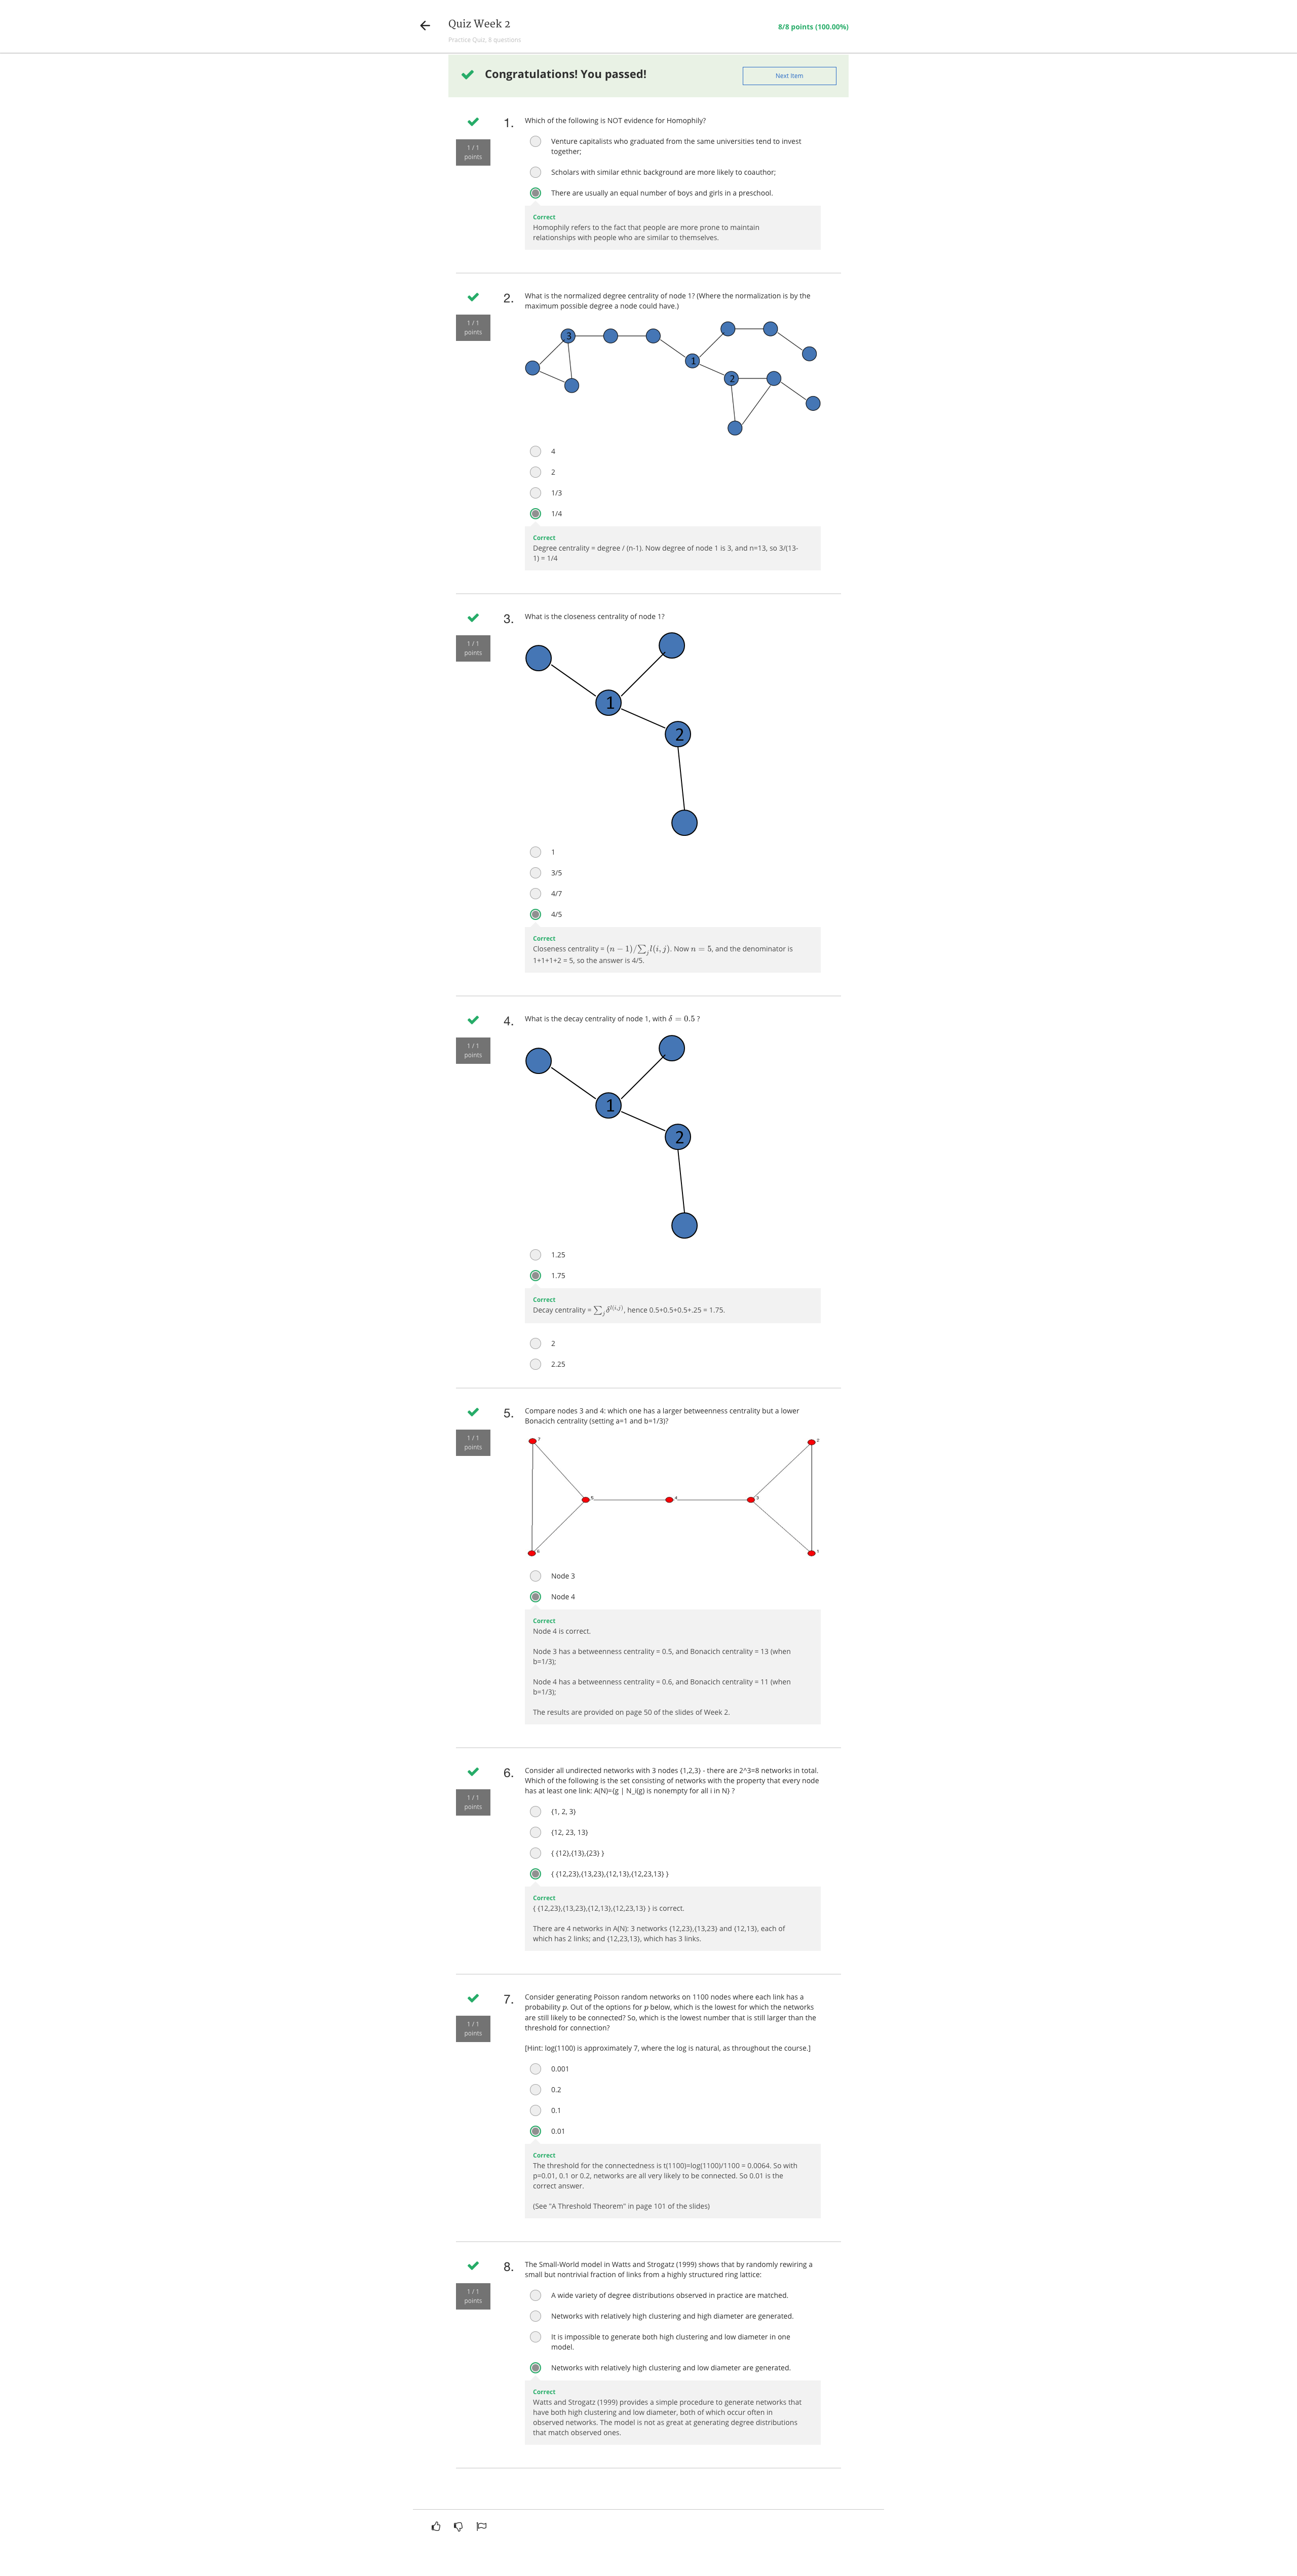 Quiz Week 2
8/8 points (100.00%)
Practice Quiz, 8 questions
Congratulations! You passed!
Next Item
1.
Which of the following is NOT evidence for Homophily?
1 / 1
points
Venture capitalists who graduated from the same universities tend to invest
together;
Scholars with similar ethnic background are more likely to coauthor;
There are usually an equal number of boys and girls in a preschool.
Correct
Homophily refers to the fact that people are more prone to maintain
relationships with people who are similar to themselves.
2.
What is the normalized degree centrality of node 1? (Where the normalization is by the
maximum possible degree a node could have.)
1 / 1
points
3
1
2
4
2
1/3
1/4
Correct
Degree centrality = degree / (n-1). Now degree of node 1 is 3, and n=13, so 3/(13-
1) = 1/4
3.
What is the closeness centrality of node 1?
1 / 1
points
1
2
1
3/5
4/7
4/5
Correct
Closeness centrality = (n − 1)/∑_j l(i, j). Now n = 5, and the denominator is
1+1+1+2 = 5, so the answer is 4/5.
4.
What is the decay centrality of node 1, with δ = 0.5 ?
1 / 1
points
1
2
1.25
1.75
Correct
Decay centrality = ∑_j δ^{l(i,j)}, hence 0.5+0.5+0.5+.25 = 1.75.
2
2.25
5.
Compare nodes 3 and 4: which one has a larger betweenness centrality but a lower
Bonacich centrality (setting a=1 and b=1/3)?
1 / 1
points
7
2
5
4
3
6
1
Node 3
Node 4
Correct
Node 4 is correct.
Node 3 has a betweenness centrality = 0.5, and Bonacich centrality = 13 (when
b=1/3);
Node 4 has a betweenness centrality = 0.6, and Bonacich centrality = 11 (when
b=1/3);
The results are provided on page 50 of the slides of Week 2.
6.
Consider all undirected networks with 3 nodes {1,2,3} - there are 2^3=8 networks in total.
Which of the following is the set consisting of networks with the property that every node
has at least one link: A(N)={g | N_i(g) is nonempty for all i in N} ?
1 / 1
points
{1, 2, 3}
{12, 23, 13}
{ {12},{13},{23} }
{ {12,23},{13,23},{12,13},{12,23,13} }
Correct
{ {12,23},{13,23},{12,13},{12,23,13} } is correct.
There are 4 networks in A(N): 3 networks {12,23},{13,23} and {12,13}, each of
which has 2 links; and {12,23,13}, which has 3 links.
7.
Consider generating Poisson random networks on 1100 nodes where each link has a
probability p. Out of the options for p below, which is the lowest for which the networks
are still likely to be connected? So, which is the lowest number that is still larger than the
threshold for connection?
1 / 1
points
[Hint: log(1100) is approximately 7, where the log is natural, as throughout the course.]
0.001
0.2
0.1
0.01
Correct
The threshold for the connectedness is t(1100)=log(1100)/1100 = 0.0064. So with
p=0.01, 0.1 or 0.2, networks are all very likely to be connected. So 0.01 is the
correct answer.
(See "A Threshold Theorem" in page 101 of the slides)
8.
The Small-World model in Watts and Strogatz (1999) shows that by randomly rewiring a
small but nontrivial fraction of links from a highly structured ring lattice:
1 / 1
points
A wide variety of degree distributions observed in practice are matched.
Networks with relatively high clustering and high diameter are generated.
It is impossible to generate both high clustering and low diameter in one
model.
Networks with relatively high clustering and low diameter are generated.
Correct
Watts and Strogatz (1999) provides a simple procedure to generate networks that
have both high clustering and low diameter, both of which occur often in
observed networks. The model is not as great at generating degree distributions
that match observed ones.